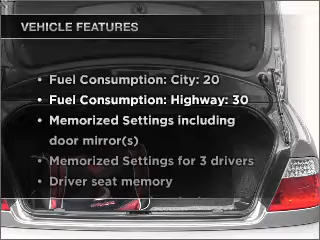 VEHICLE FEATURES
• Fuel Consumption: City: 20
• Fuel Consumption: Highway: 30
• Memorized Settings including
door mirror(s)
• Memorized Settings for 3 drivers
• Driver seat memory